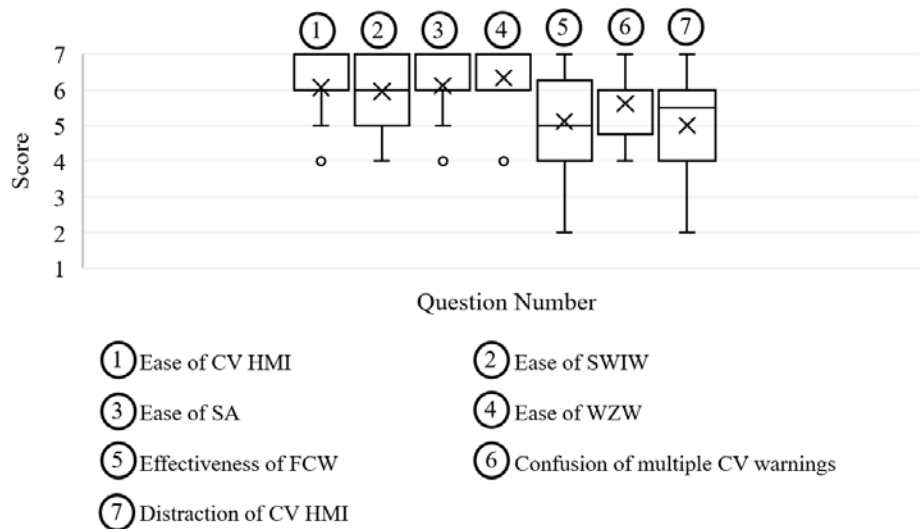 1 2 3 4 5 6 7
7
6
5
4
3
2
1
Score
Question Number
1 Ease of CV HMI
2 Ease of SWIW
3 Ease of SA
4 Ease of WZW
5 Effectiveness of FCW
6 Confusion of multiple CV warnings
7 Distraction of CV HMI